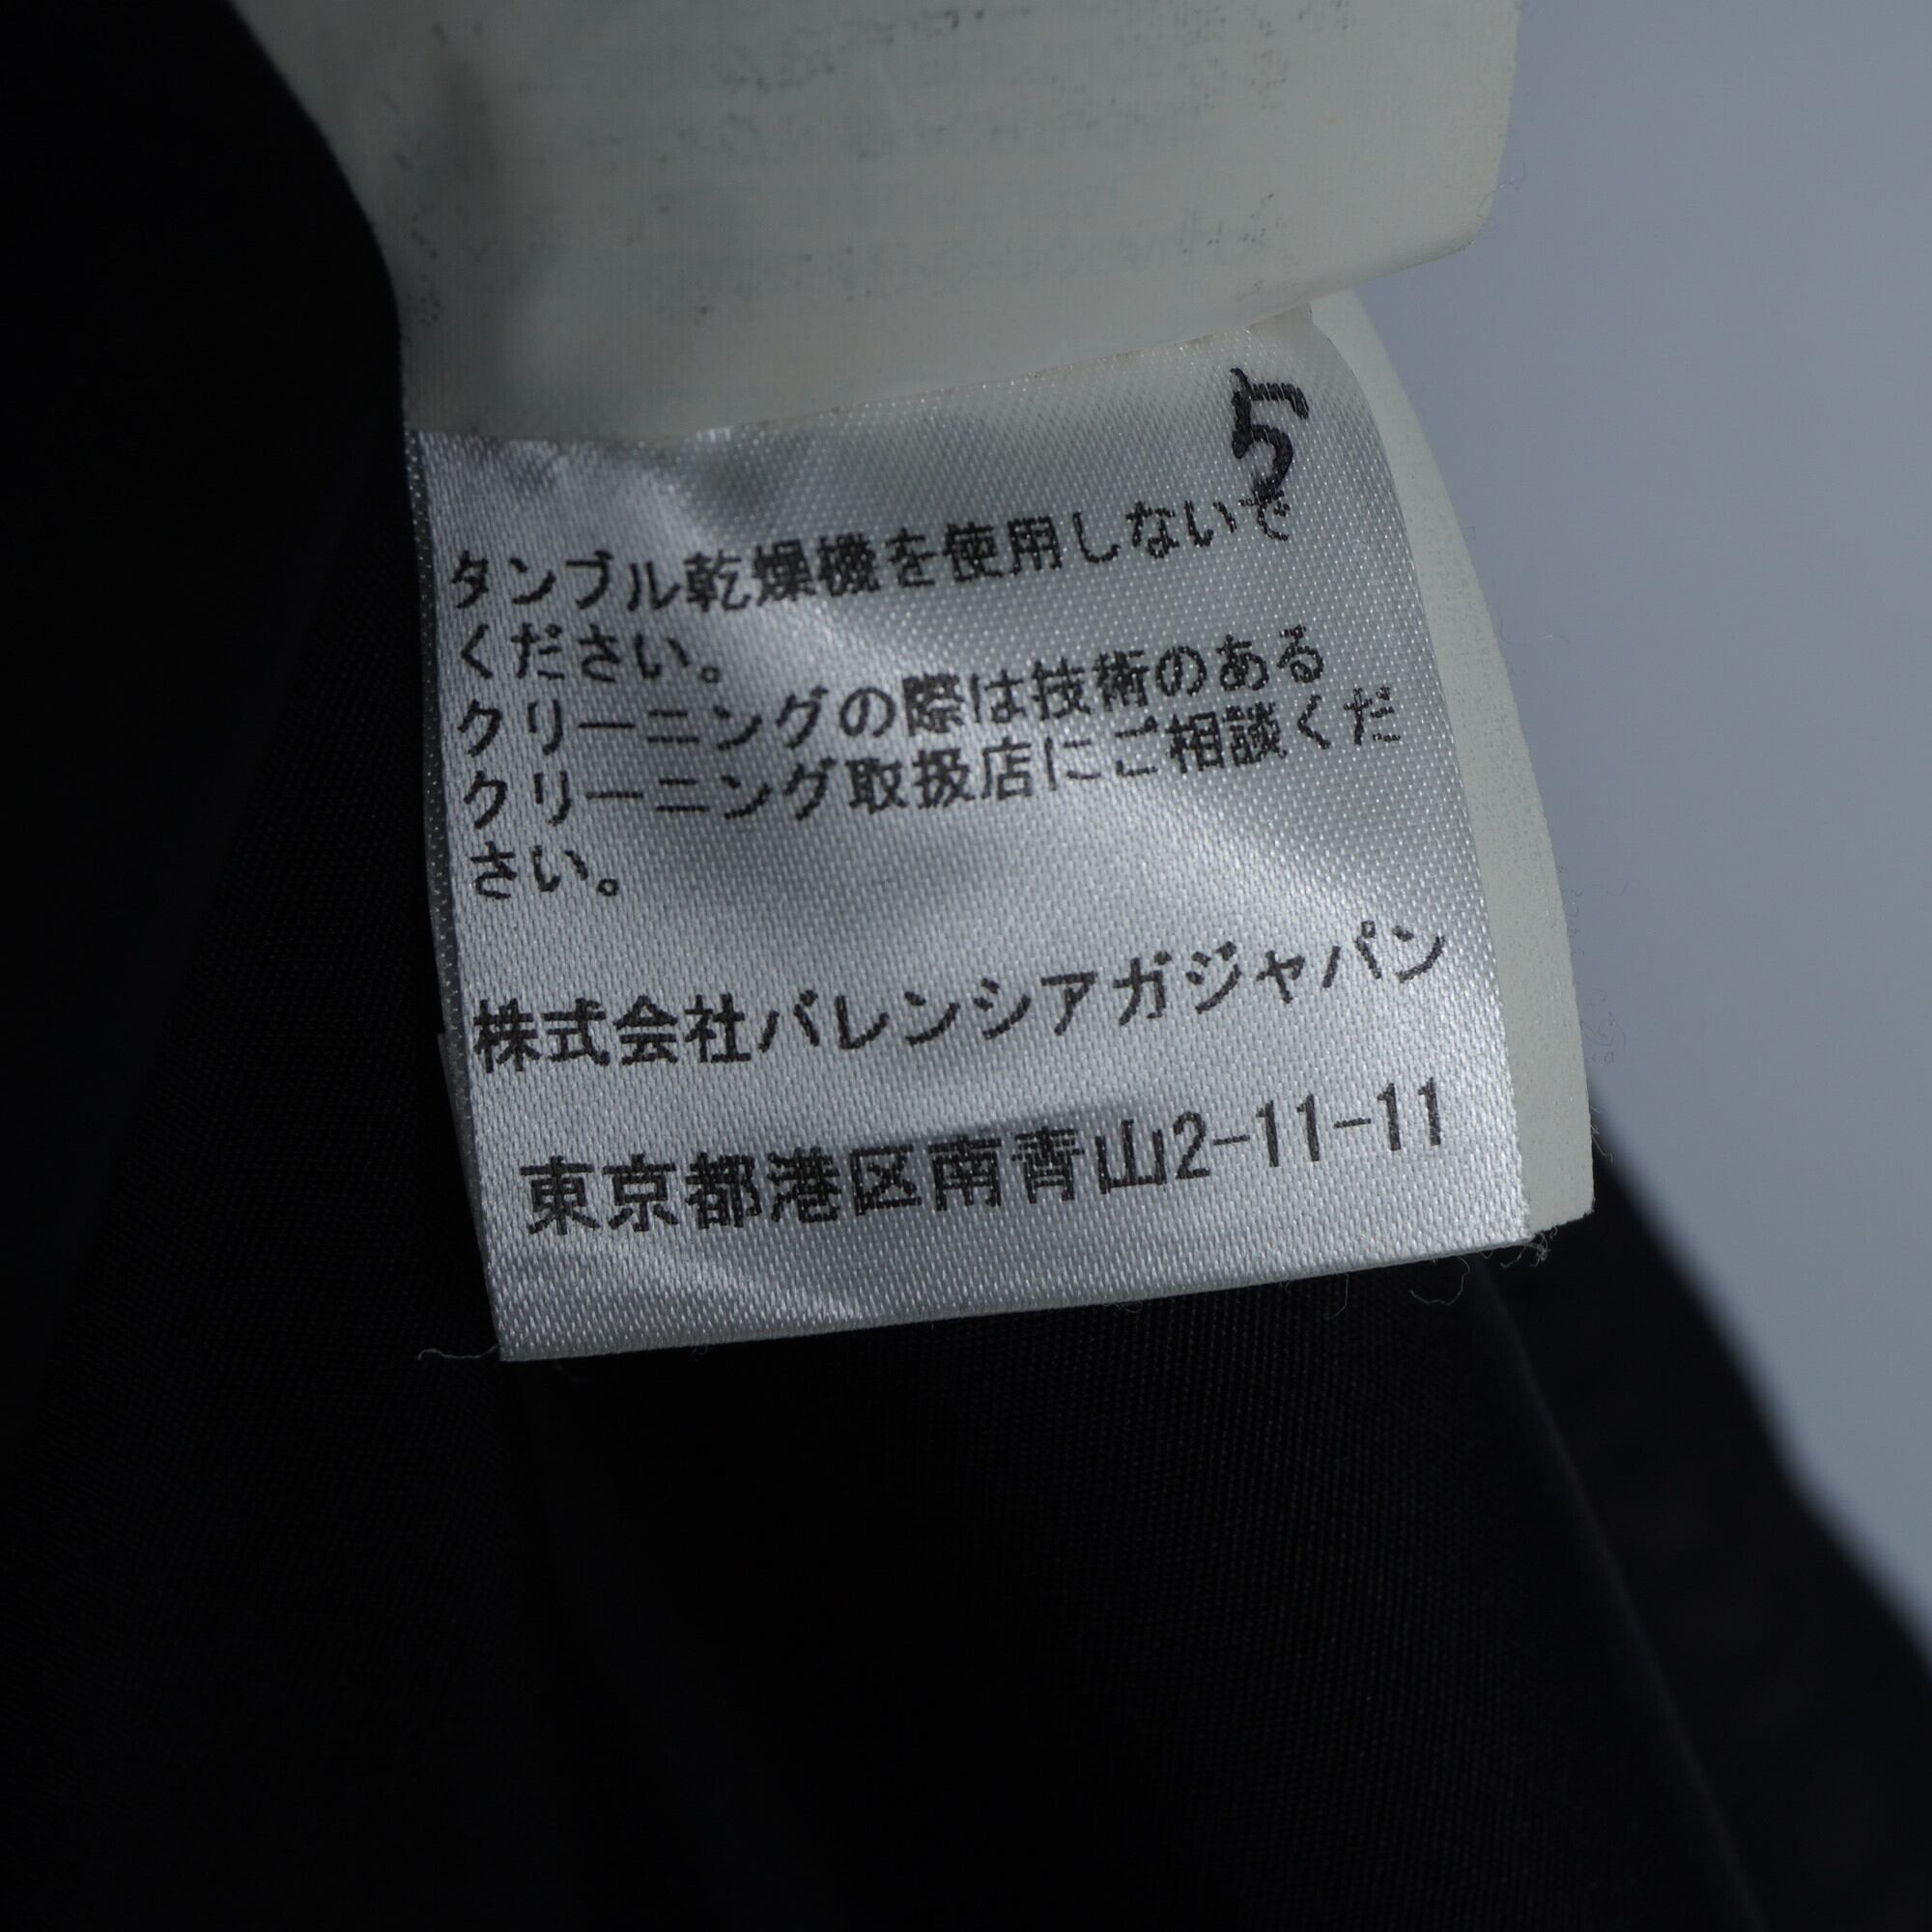 5
タンブル乾燥機を使用しないで
ください。
クリーニングの際は技術のある
クリーニング取扱店にご相談くだ
さい。
株式会社バレンシアガジャパン
東京都港区南青山2-11-11